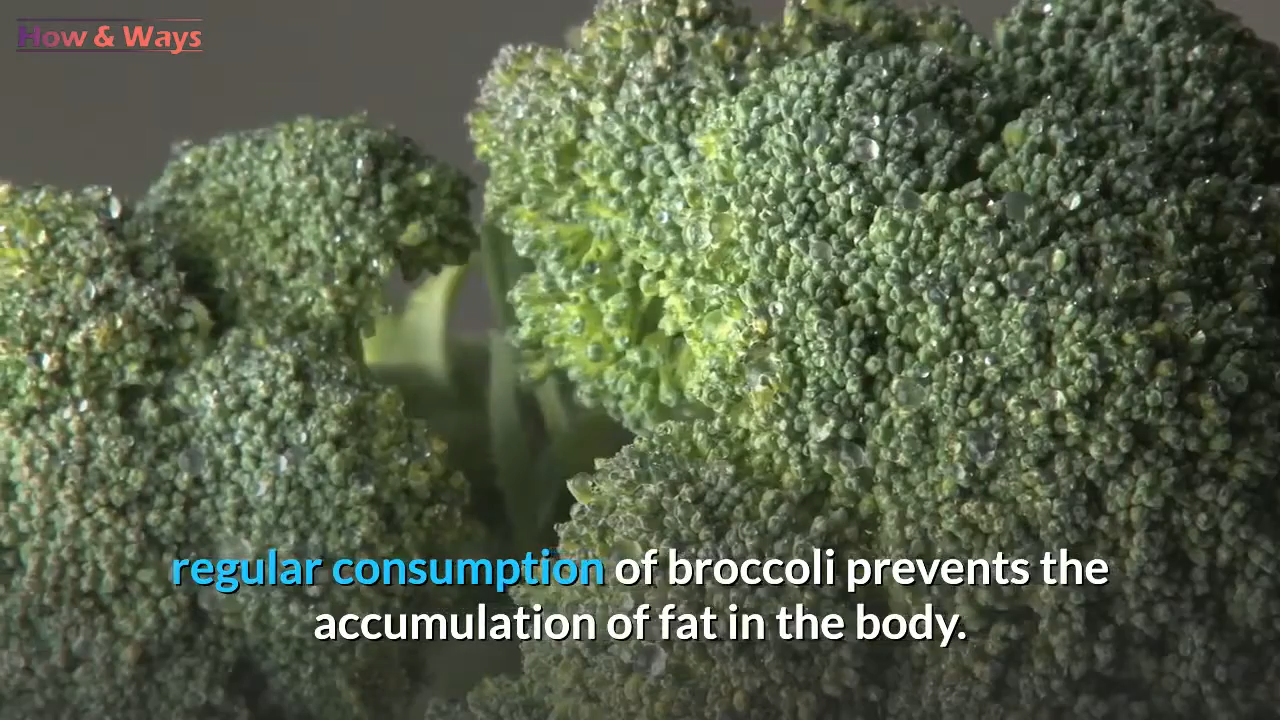 How & Ways
regular consumption of broccoli prevents the
accumulation of fat in the body.